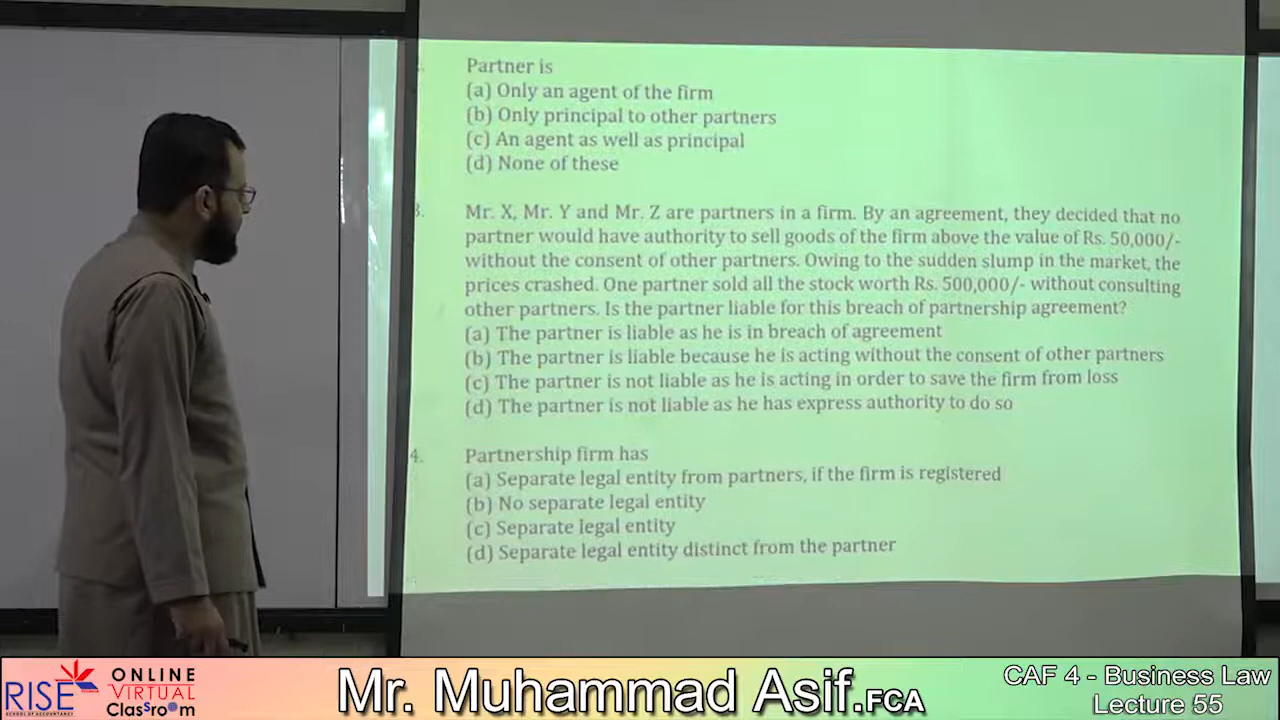 Partner is
(a) Only an agent of the firm
(b) Only principal to other partners
(c) An agent as well as principal
(d) None of these
3. Mr. X, Mr. Y and Mr. Z are partners in a firm. By an agreement, they decided that no
partner would have authority to sell goods of the firm above the value of Rs. 50,000/-
without the consent of other partners. Owing to the sudden slump in the market, the
prices crashed. One partner sold all the stock worth Rs. 500,000/- without consulting
other partners. Is the partner liable for this breach of partnership agreement?
(a) The partner is liable as he is in breach of agreement
(b) The partner is liable because he is acting without the consent of other partners
(c) The partner is not liable as he is acting in order to save the firm from loss
(d) The partner is not liable as he has express authority to do so
4. Partnership firm has
(a) Separate legal entity from partners, if the firm is registered
(b) No separate legal entity
(c) Separate legal entity
(d) Separate legal entity distinct from the partner
RISE
SCHOOL OF ACCOUNTANCY
ONLINE
VIRTUAL
ClasSroom
Mr. Muhammad Asif.FCA
CAF 4 - Business Law
Lecture 55